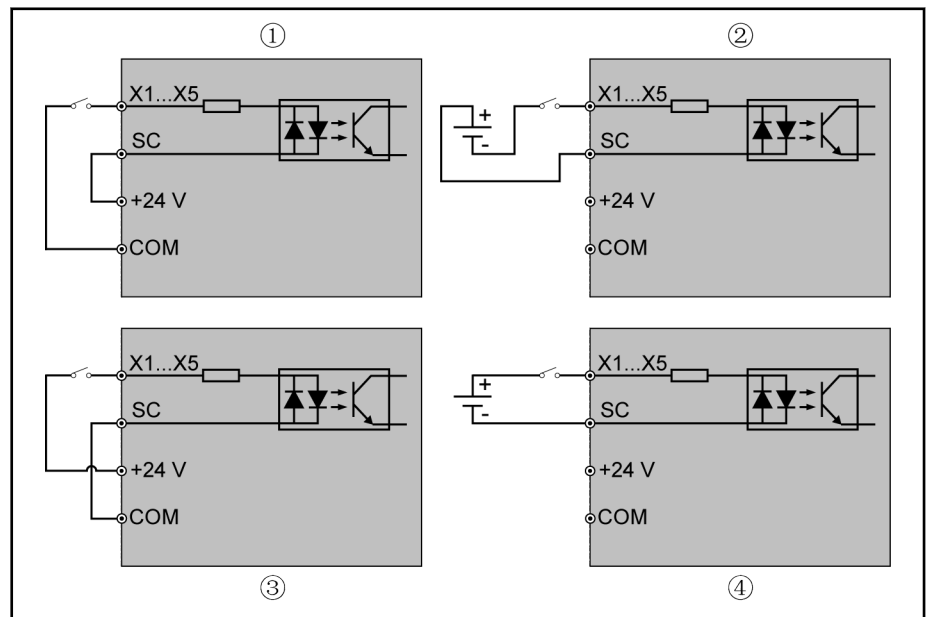 ① ②
X1...X5
SC
+24 V
COM
+
-
X1...X5
SC
+24 V
COM
X1...X5
SC
+24 V
COM
+
-
X1...X5
SC
+24 V
COM
③ ④